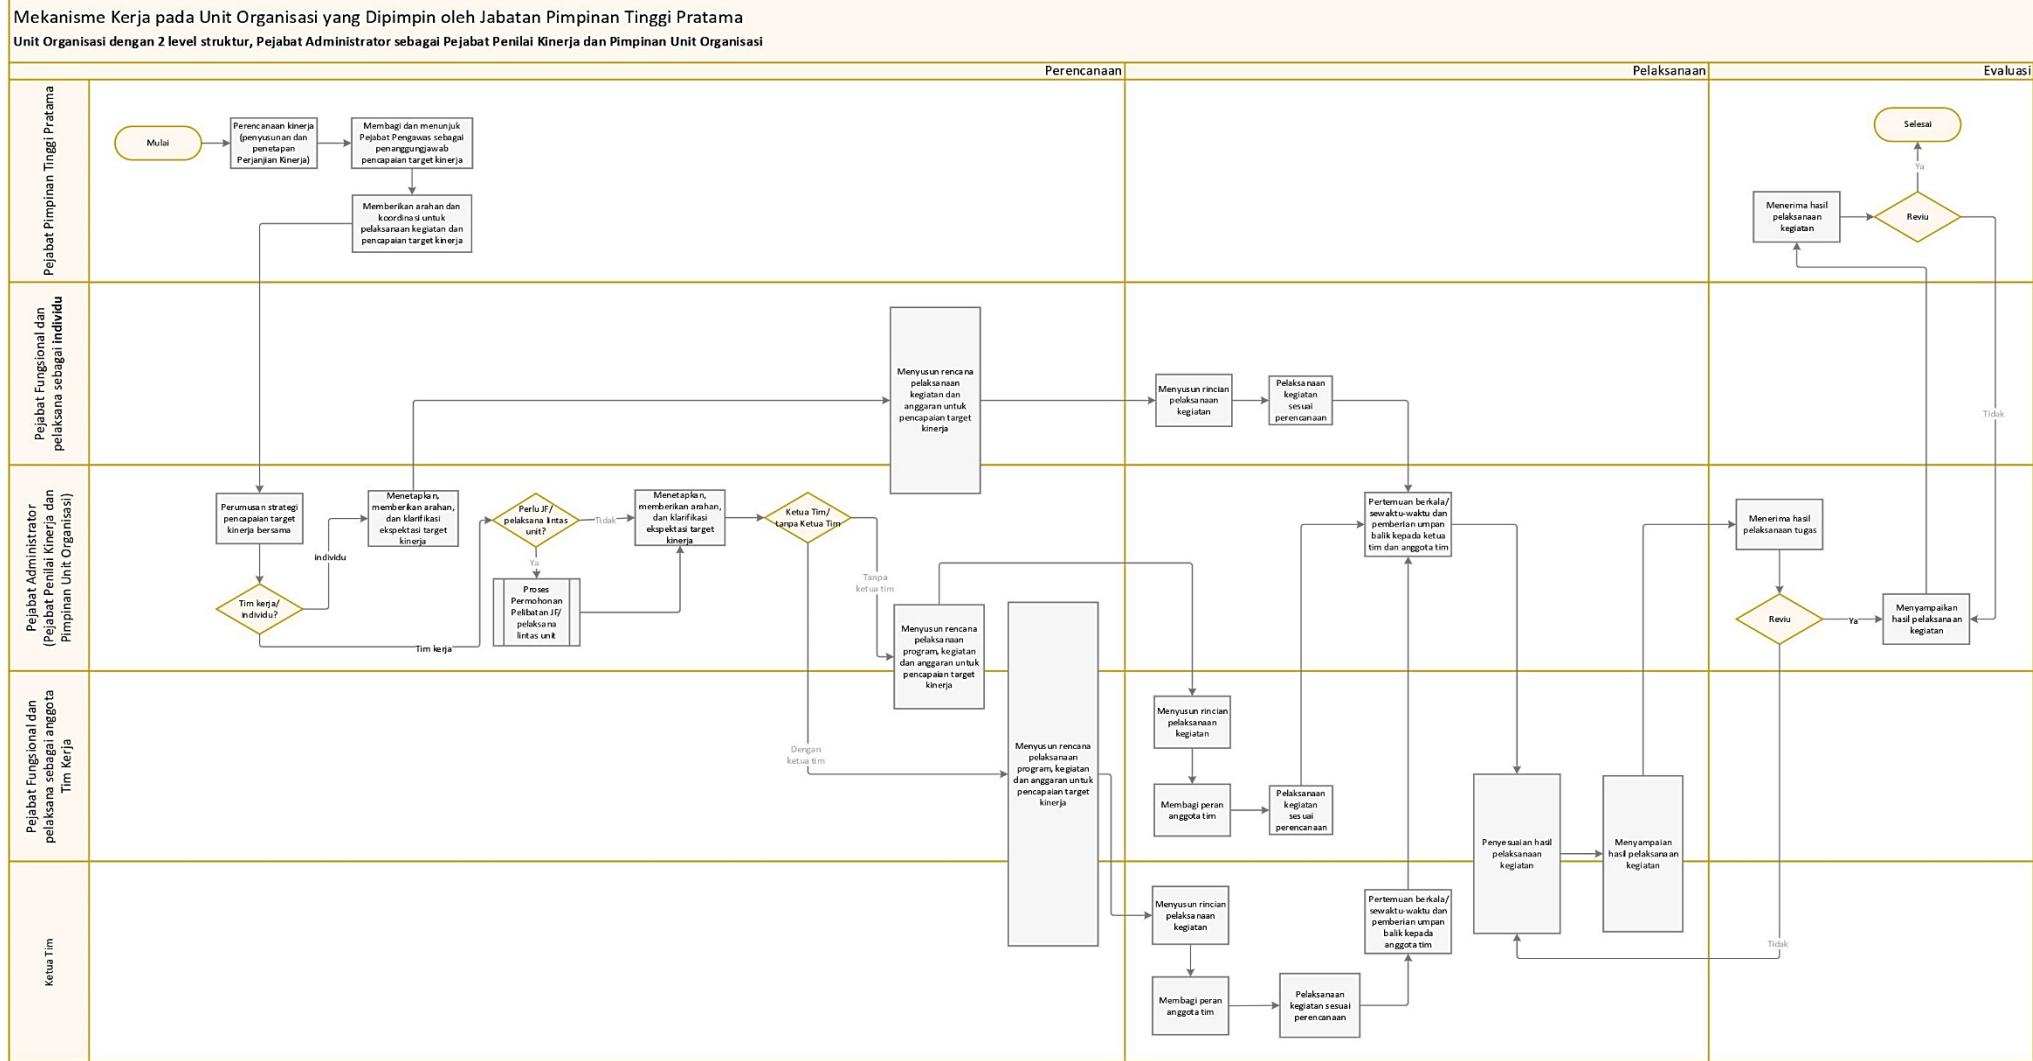 Mekanisme Kerja pada Unit Organisasi yang Dipimpin oleh Jabatan Pimpinan Tinggi Pratama
Unit Organisasi dengan 2 level struktur, Pejabat Administrator sebagai Pejabat Penilai Kinerja dan Pimpinan Unit Organisasi
Perencanaan
Pelaksanaan
Evaluasi
Pejabat Pimpinan Tinggi Pratama
Mulai
Perencanaan kinerja
(penyusunan dan
penetapan
Perjanjian Kinerja)
Membagi dan menunjuk
Pejabat Pengawas sebagai
penanggungjawab
pencapaian target kinerja
Memberikan arahan dan
koordinasi untuk
pelaksanaan kegiatan dan
pencapaian target kinerja
Selesai
Ya
Menerima hasil
pelaksanaan
kegiatan
Reviu
Tidak
Pejabat Fungsional dan
pelaksana sebagai individu
Menyusun rencana
pelaksanaan
kegiatan dan
anggaran untuk
pencapaian target
kinerja
Menyusun rincian
pelaksanaan
kegiatan
Pelaksanaan
kegiatan
sesuai
perencanaan
Pejabat Administrator
(Pejabat Penilai Kinerja dan
Pimpinan Unit Organisasi)
Perumusan strategi
pencapaian target
kinerja bersama
Tim kerja/
individu?
individu
Tim kerja
Menetapkan,
memberikan arahan,
dan klarifikasi
ekspektasi target
kinerja
Perlu JF/
pelaksana lintas
unit?
Tidak
Ya
Proses
Permohonan
Pelibatan JF/
pelaksana
lintas unit
Menetapkan,
memberikan arahan,
dan klarifikasi
ekspektasi target
kinerja
Ketua Tim/
tanpa Ketua Tim
Tanpa
ketua tim
Dengan
ketua tim
Menyusun rencana
pelaksanaan
program, kegiatan
dan anggaran untuk
pencapaian target
kinerja
Pertemuan berkala/
sewaktu-waktu dan
pemberian umpan
balik kepada ketua
tim dan anggota tim
Menerima hasil
pelaksanaan tugas
Reviu
Ya
Menyampaikan
hasil pelaksanaan
kegiatan
Tidak
Pejabat Fungsional dan
pelaksana sebagai anggota
Tim Kerja
Menyusun rencana
pelaksanaan
program, kegiatan
dan anggaran untuk
pencapaian target
kinerja
Menyusun rincian
pelaksanaan
kegiatan
Membagi peran
anggota tim
Pelaksanaan
kegiatan
sesuai
perencanaan
Penyesuaian hasil
pelaksanaan
kegiatan
Menyampaian
hasil pelaksanaan
kegiatan
Ketua Tim
Menyusun rincian
pelaksanaan
kegiatan
Membagi peran
anggota tim
Pelaksanaan
kegiatan sesuai
perencanaan
Pertemuan berkala/
sewaktu-waktu dan
pemberian umpan
balik kepada
anggota tim